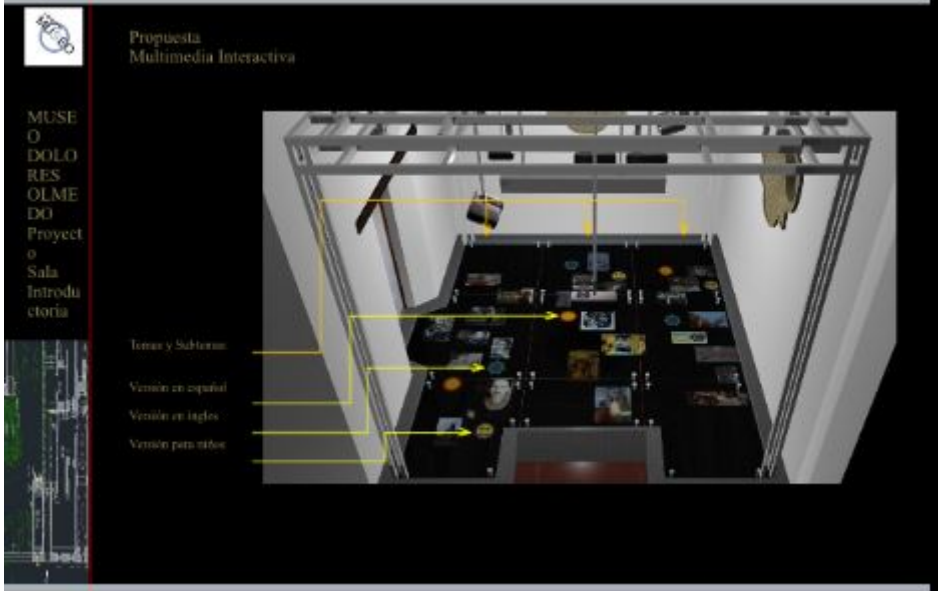 Propuesta
Multimedia Interactiva
MUSE
O
DOLO
RES
OLME
DO
Proyect
o
Sala
Introdu
ctoria
Temas y Subtemas
Versión en español
Versión en ingles
Versión para niños